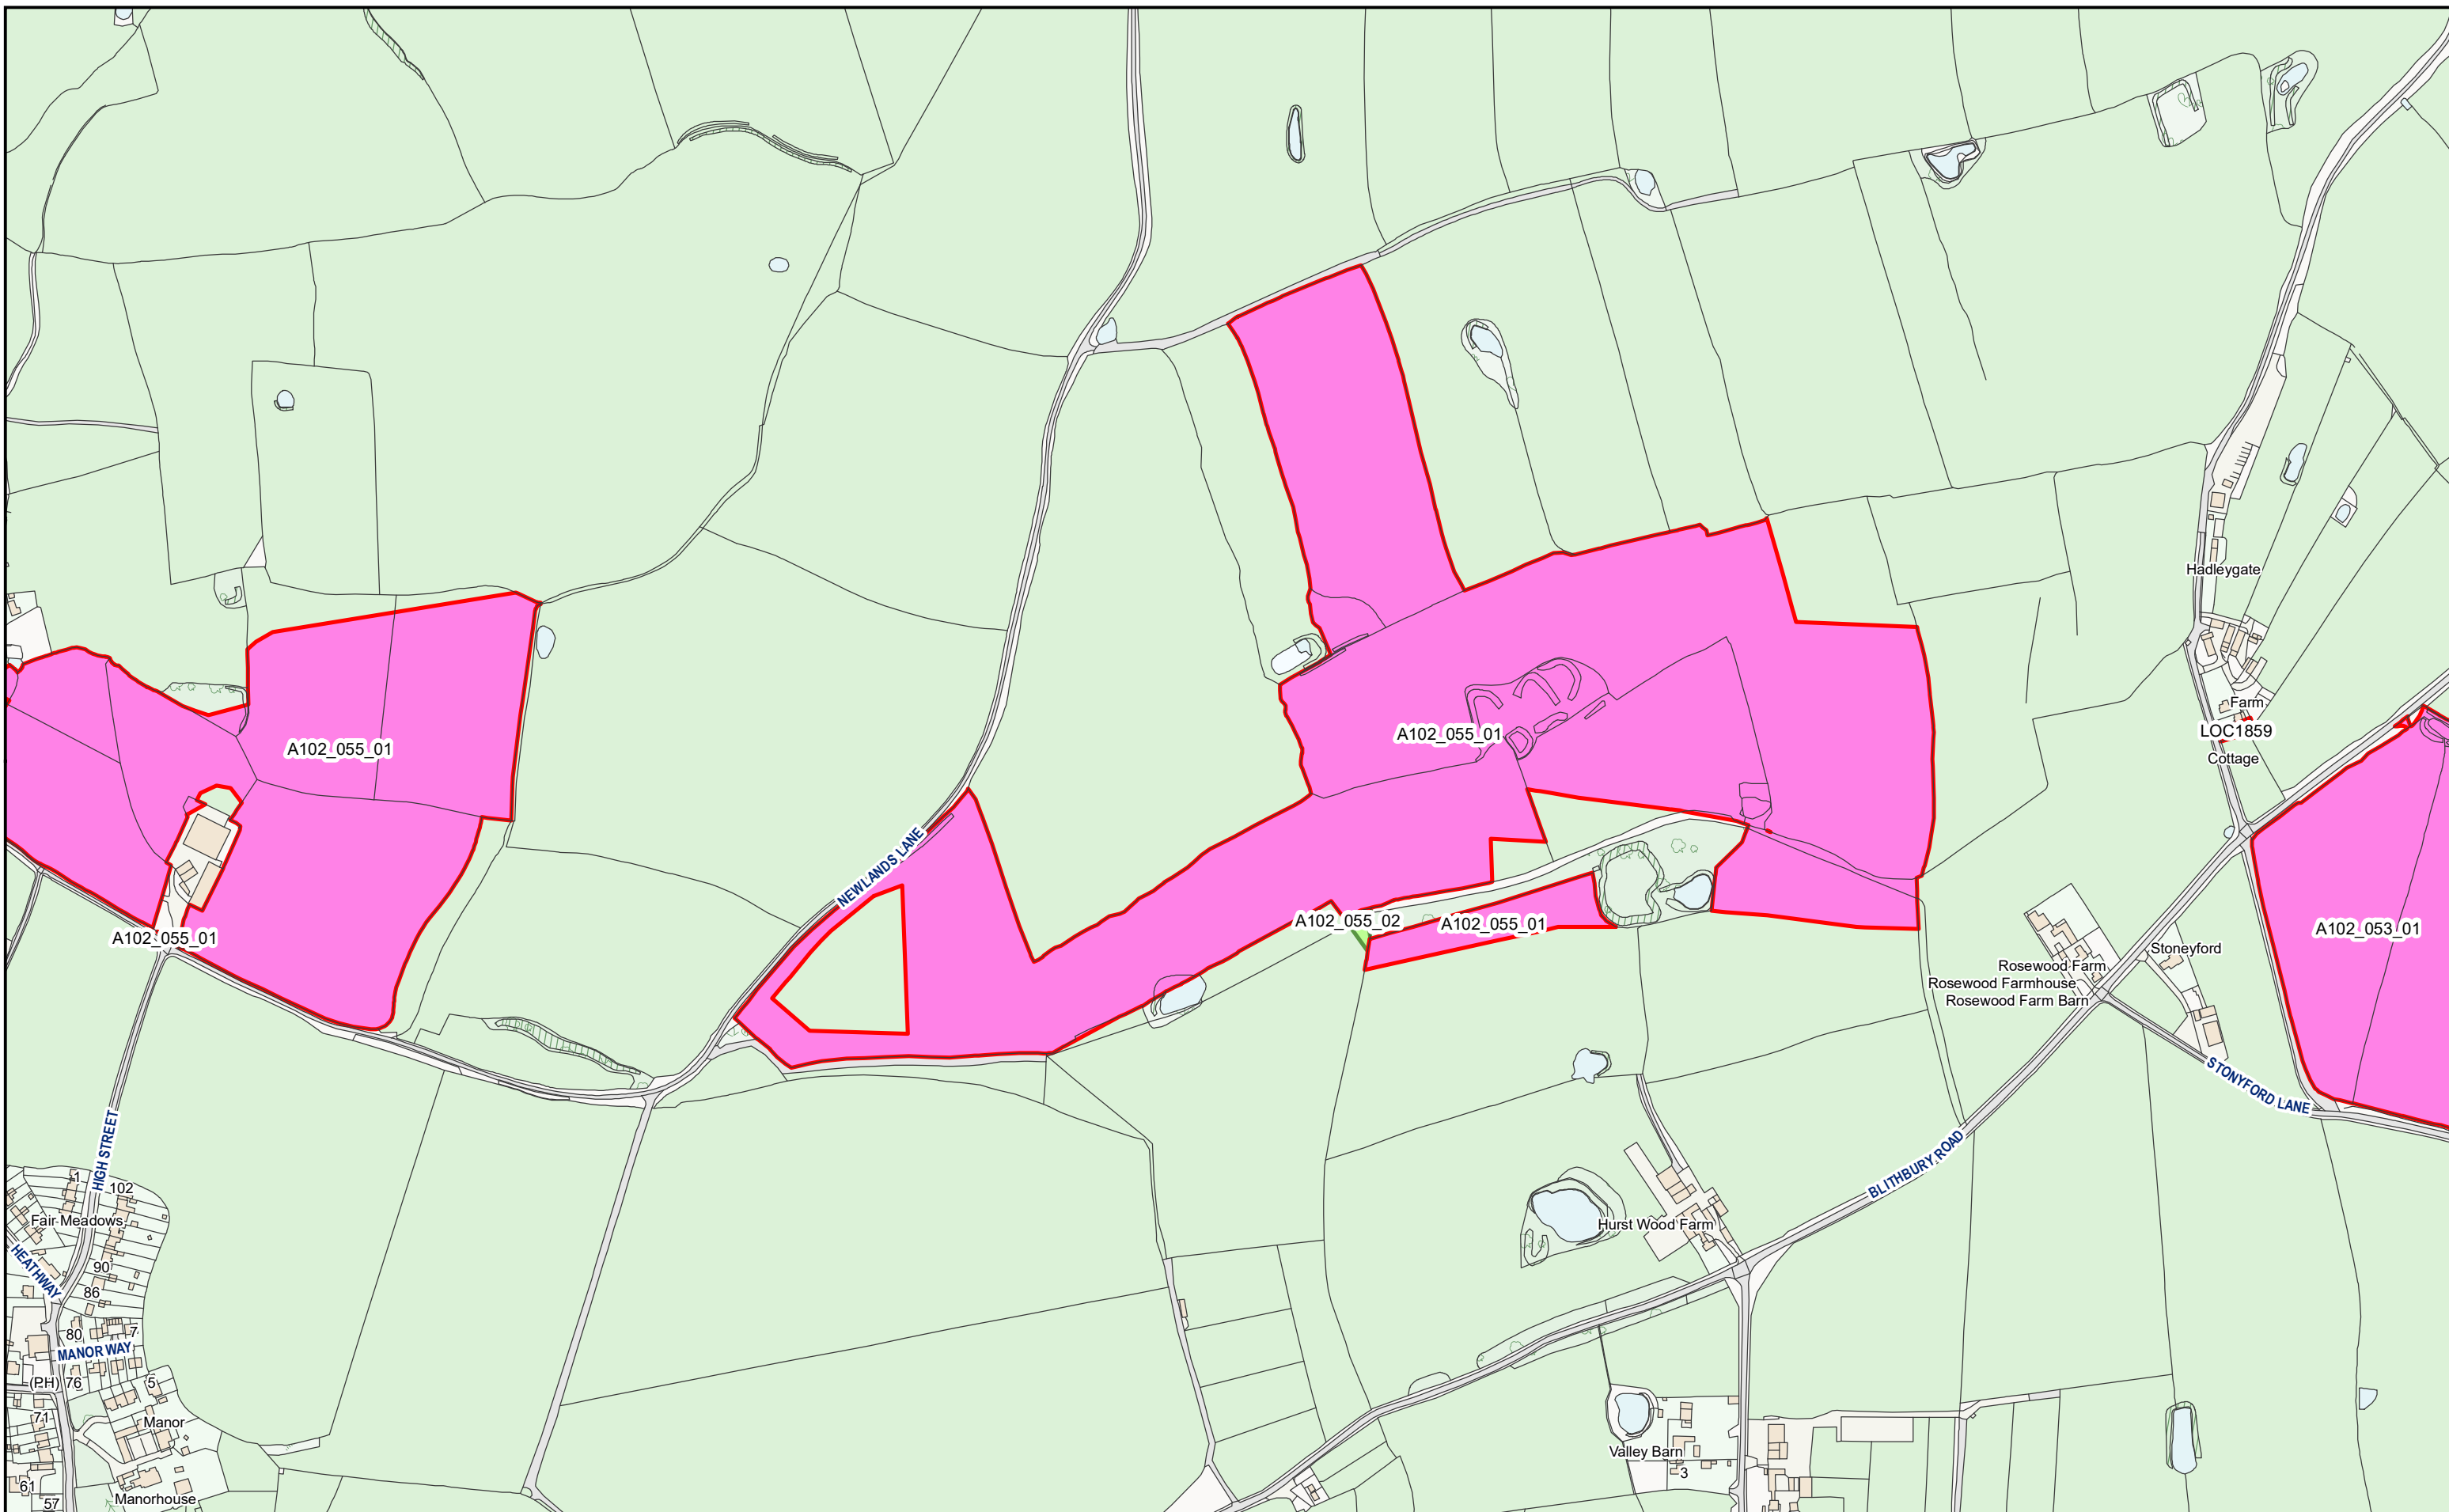 Hadleygate
Farm
LOC1859
Cottage
A102_055_01
A102_055_01
NEWLANDS LANE
A102_055_02
A102_055_01
A102_055_01
A102_053_01
Stoneyford
Rosewood Farm
Rosewood Farmhouse
Rosewood Farm Barn
STONYFORD LANE
HIGH STREET
BLITHBURY ROAD
1
102
Fair Meadows
Hurst Wood Farm
HEATHWAY
90
86
80
7
MANOR WAY
(PH)
76
5
71
Manor
Valley Barn
3
61
57
Manorhouse